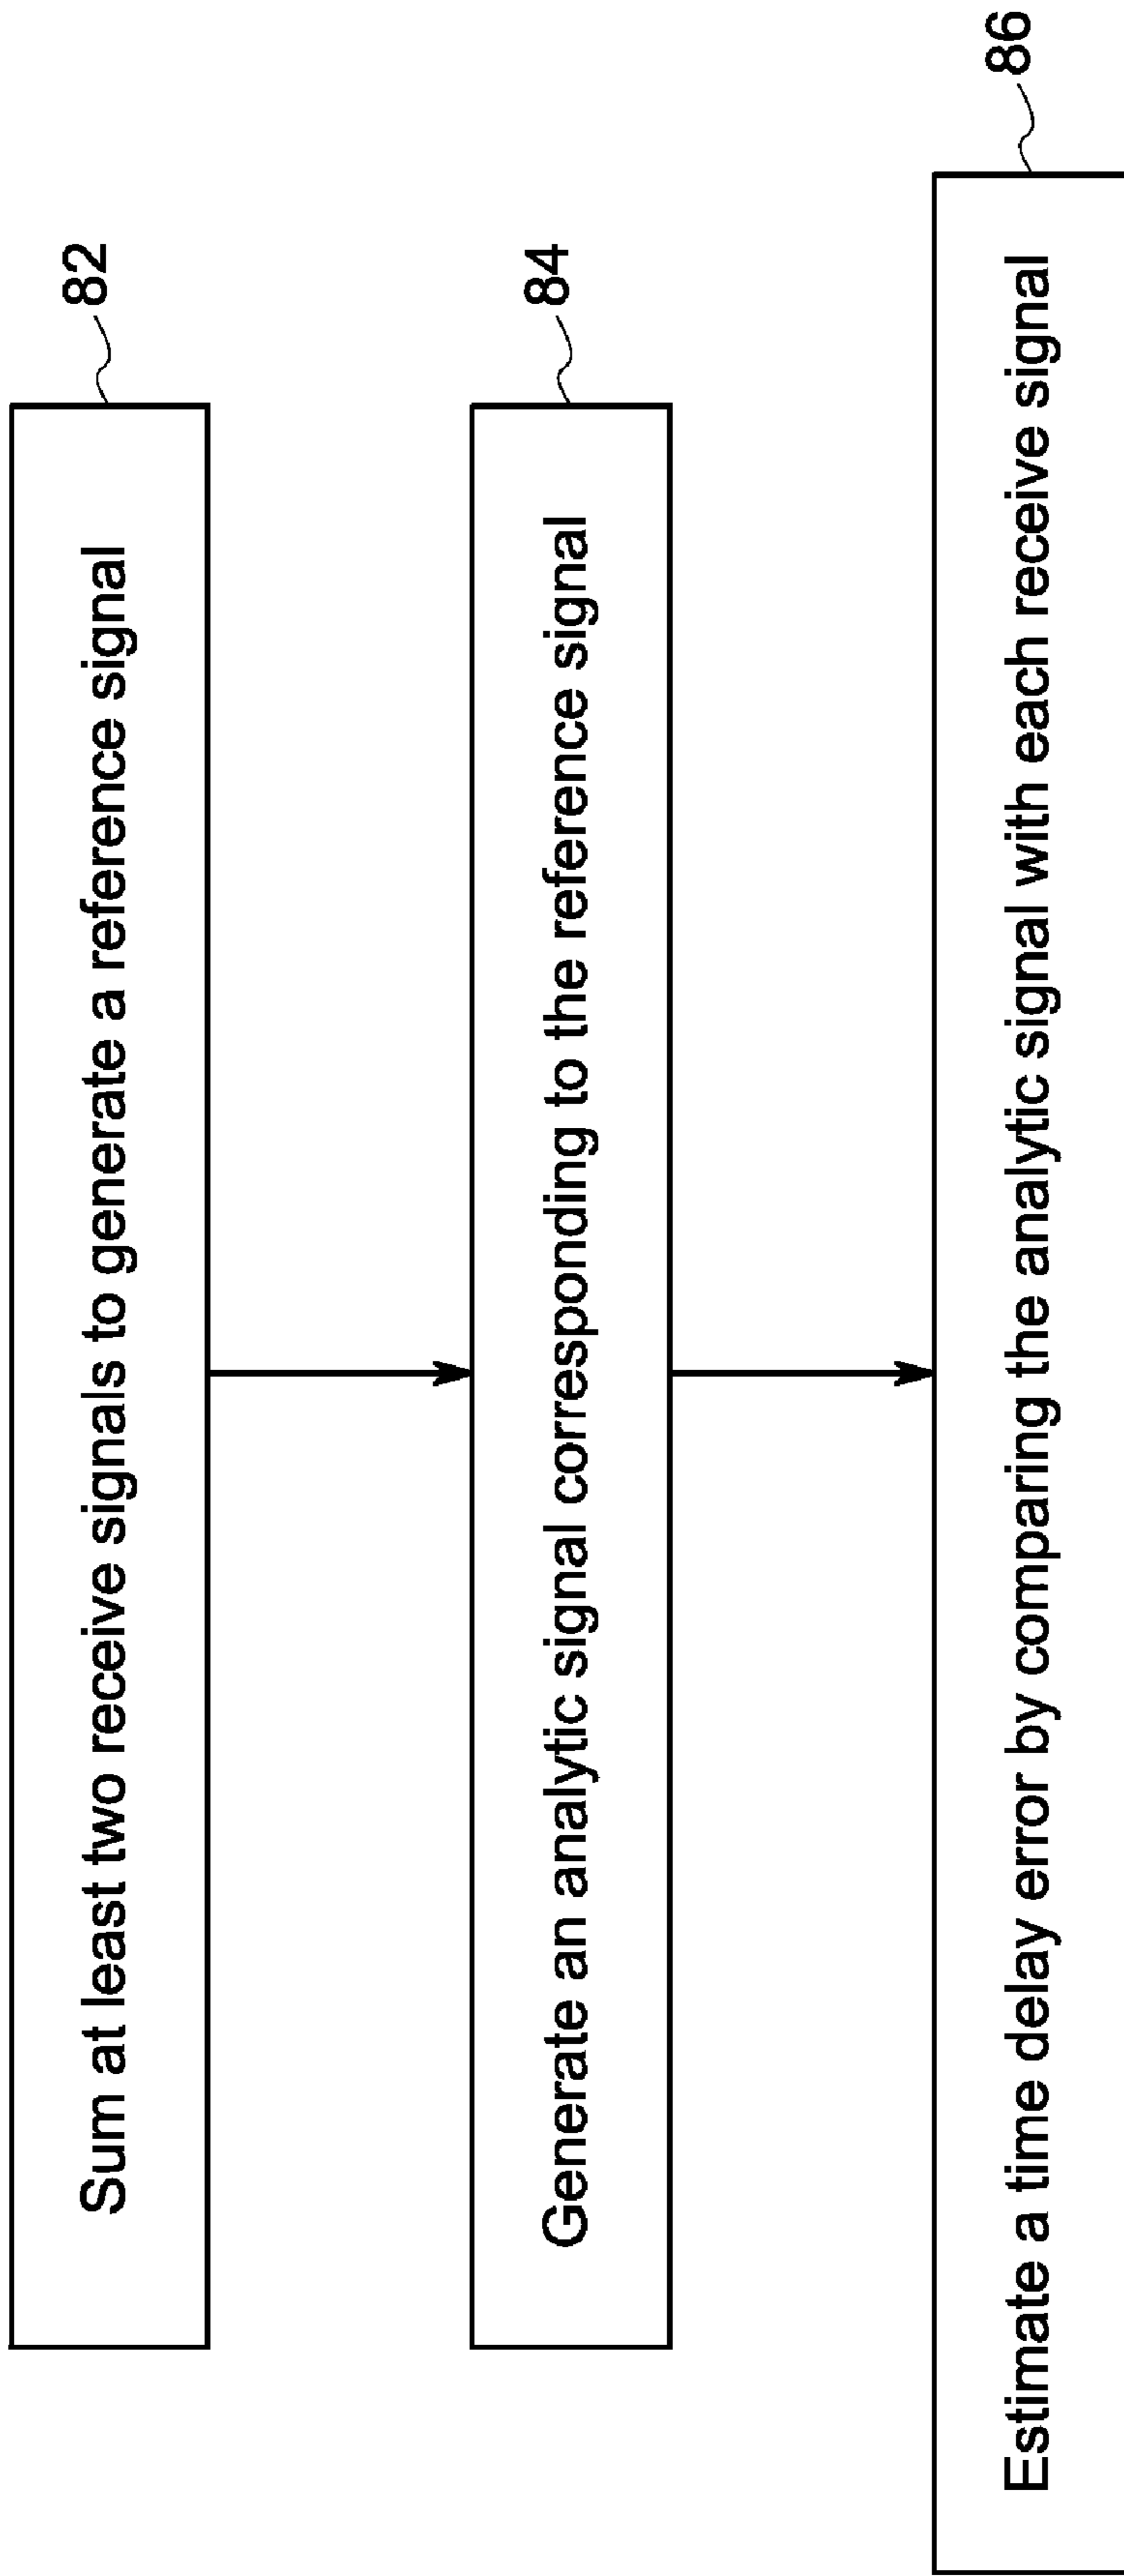 Sum at least two receive signals to generate a reference signal
82
Generate an analytic signal corresponding to the reference signal
84
Estimate a time delay error by comparing the analytic signal with each receive signal
86